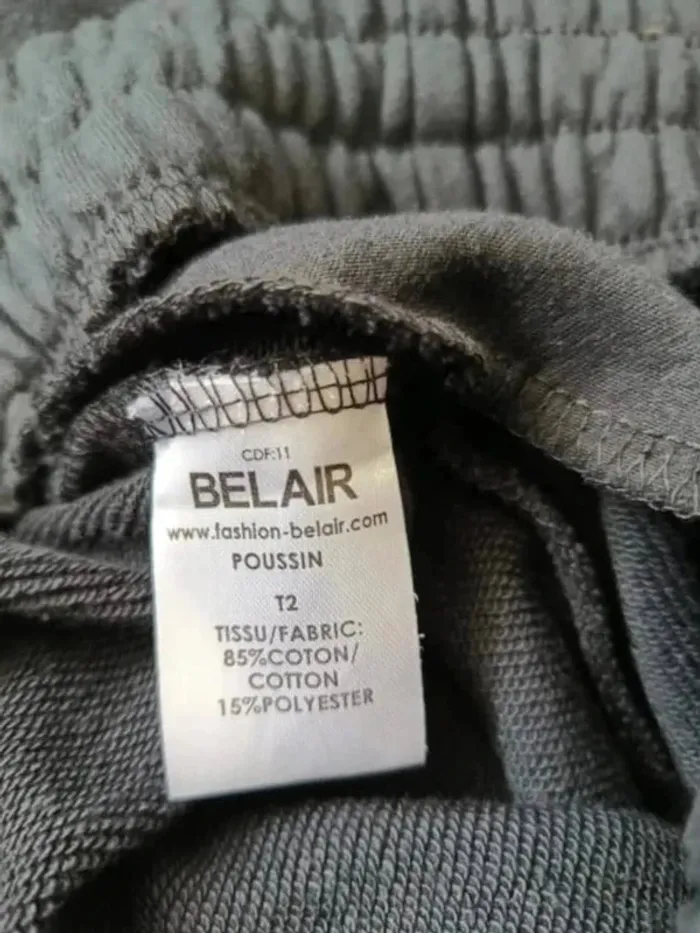 CDF:11
BELAIR
www.fashion-belair.com
POUSSIN
T2
TISSU/FABRIC:
85%COTON/
COTTON
15%POLYESTER